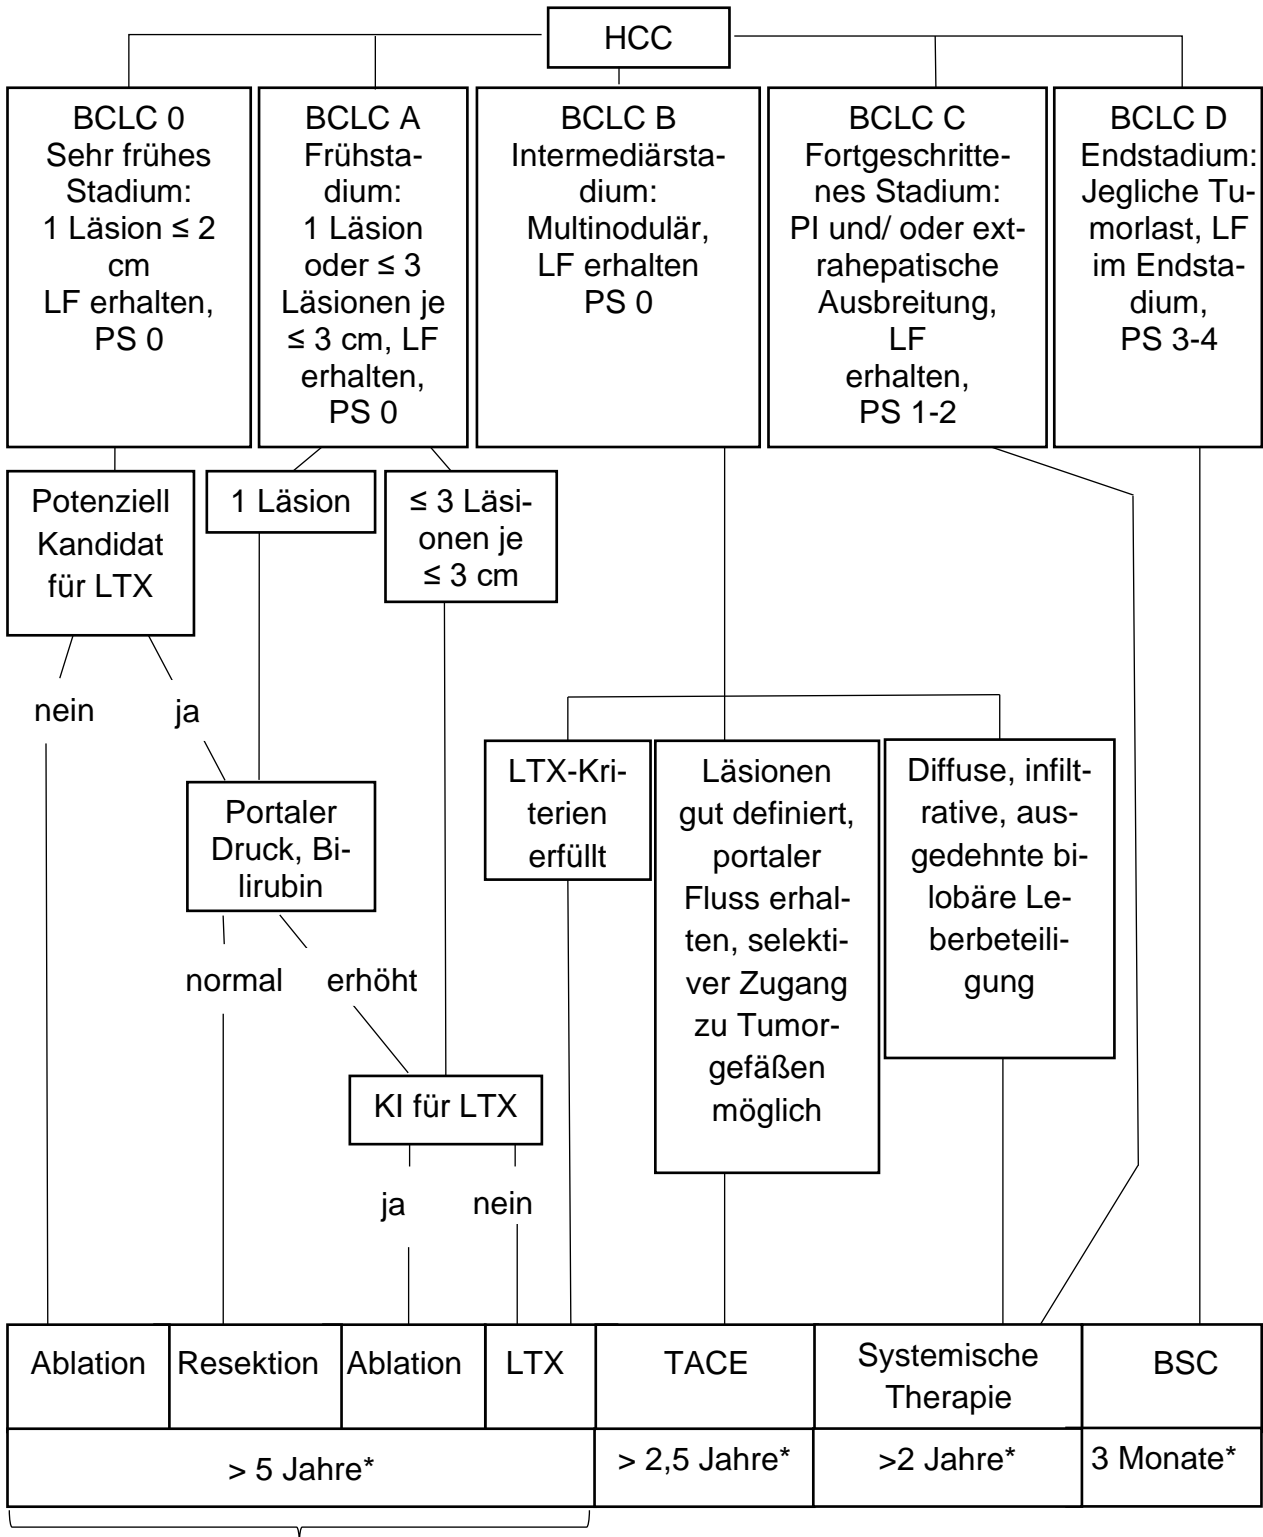 HCC
BCLC 0
Sehr frühes
Stadium:
1 Läsion ≤ 2
cm
LF erhalten,
PS 0
BCLC A
Frühsta-
dium:
1 Läsion
oder ≤ 3
Läsionen je
≤ 3 cm, LF
erhalten,
PS 0
BCLC B
Intermediärsta-
dium:
Multinodulär,
LF erhalten
PS 0
BCLC C
Fortgeschritte-
nes Stadium:
PI und/ oder ext-
rahepatische
Ausbreitung,
LF
erhalten,
PS 1-2
BCLC D
Endstadium:
Jegliche Tu-
morlast, LF
im Endsta-
dium,
PS 3-4
Potenziell
Kandidat
für LTX
1 Läsion
≤ 3 Läsi-
onen je
≤ 3 cm
nein
ja
Portaler
Druck, Bi-
lirubin
normal
erhöht
KI für LTX
ja
nein
LTX-Kri-
terien
erfüllt
Läsionen
gut definiert,
portaler
Fluss erhal-
ten, selekti-
ver Zugang
zu Tumor-
gefäßen
möglich
Diffuse, infilt-
rative, aus-
gedehnte bi-
lobäre Le-
berbeteili-
gung
Ablation
Resektion
Ablation
LTX
TACE
Systemische
Therapie
BSC
> 5 Jahre*
> 2,5 Jahre*
>2 Jahre*
3 Monate*